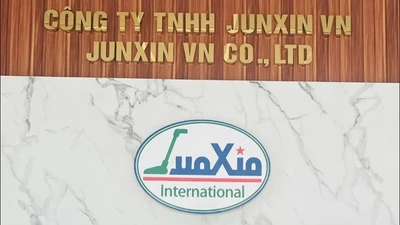 CÔNG TY TNHH JUNXIN VN
JUNXIN VN CO., LTD
JunXin
International